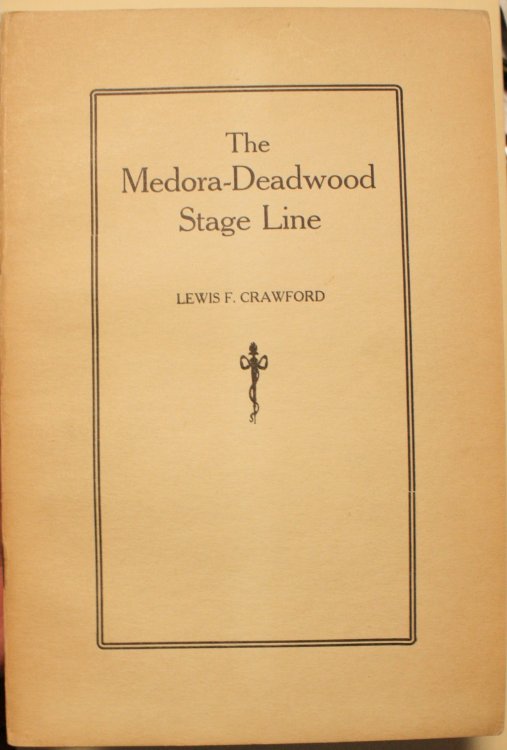 The
Medora-Deadwood
Stage Line
LEWIS F. CRAWFORD